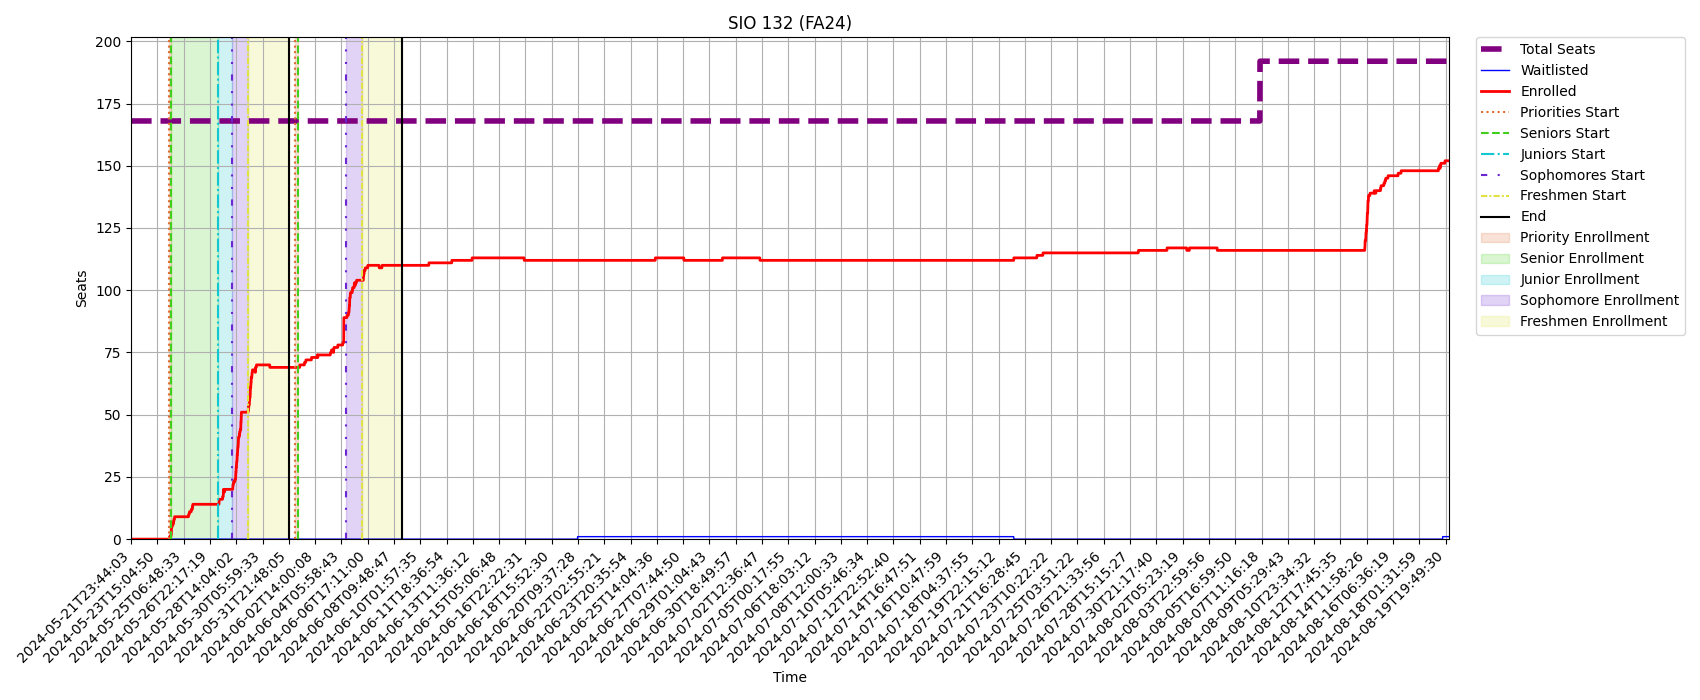 SIO 132 (FA24)
200
175
150
125
100
75
50
25
0
Seats
2024-05-21T23:44:03
2024-05-23T15:04:50
2024-05-25T06:48:33
2024-05-26T22:17:19
2024-05-28T14:04:02
2024-05-30T05:59:33
2024-05-31T21:48:05
2024-06-02T14:00:08
2024-06-04T05:58:43
2024-06-06T17:11:00
2024-06-08T09:48:47
2024-06-10T01:57:35
2024-06-11T18:36:54
2024-06-13T11:36:12
2024-06-15T05:06:48
2024-06-16T22:22:31
2024-06-18T15:52:30
2024-06-20T09:37:28
2024-06-22T02:55:21
2024-06-23T20:35:54
2024-06-25T14:04:36
2024-06-27T07:44:50
2024-06-29T01:04:43
2024-06-30T18:49:57
2024-07-02T12:36:47
2024-07-05T00:17:55
2024-07-06T18:03:12
2024-07-08T12:00:33
2024-07-10T05:46:34
2024-07-12T22:52:40
2024-07-14T16:47:51
2024-07-16T10:47:59
2024-07-18T04:37:55
2024-07-19T22:15:12
2024-07-21T16:28:45
2024-07-23T10:22:22
2024-07-25T03:51:22
2024-07-26T21:33:56
2024-07-28T15:15:27
2024-07-30T21:17:40
2024-08-02T05:23:19
2024-08-03T22:59:56
2024-08-05T16:59:50
2024-08-07T11:16:18
2024-08-09T05:29:43
2024-08-10T23:34:32
2024-08-12T17:45:35
2024-08-14T11:58:26
2024-08-16T06:36:19
2024-08-18T01:31:59
2024-08-19T19:49:30
Time
Total Seats
Waitlisted
Enrolled
Priorities Start
Seniors Start
Juniors Start
Sophomores Start
Freshmen Start
End
Priority Enrollment
Senior Enrollment
Junior Enrollment
Sophomore Enrollment
Freshmen Enrollment